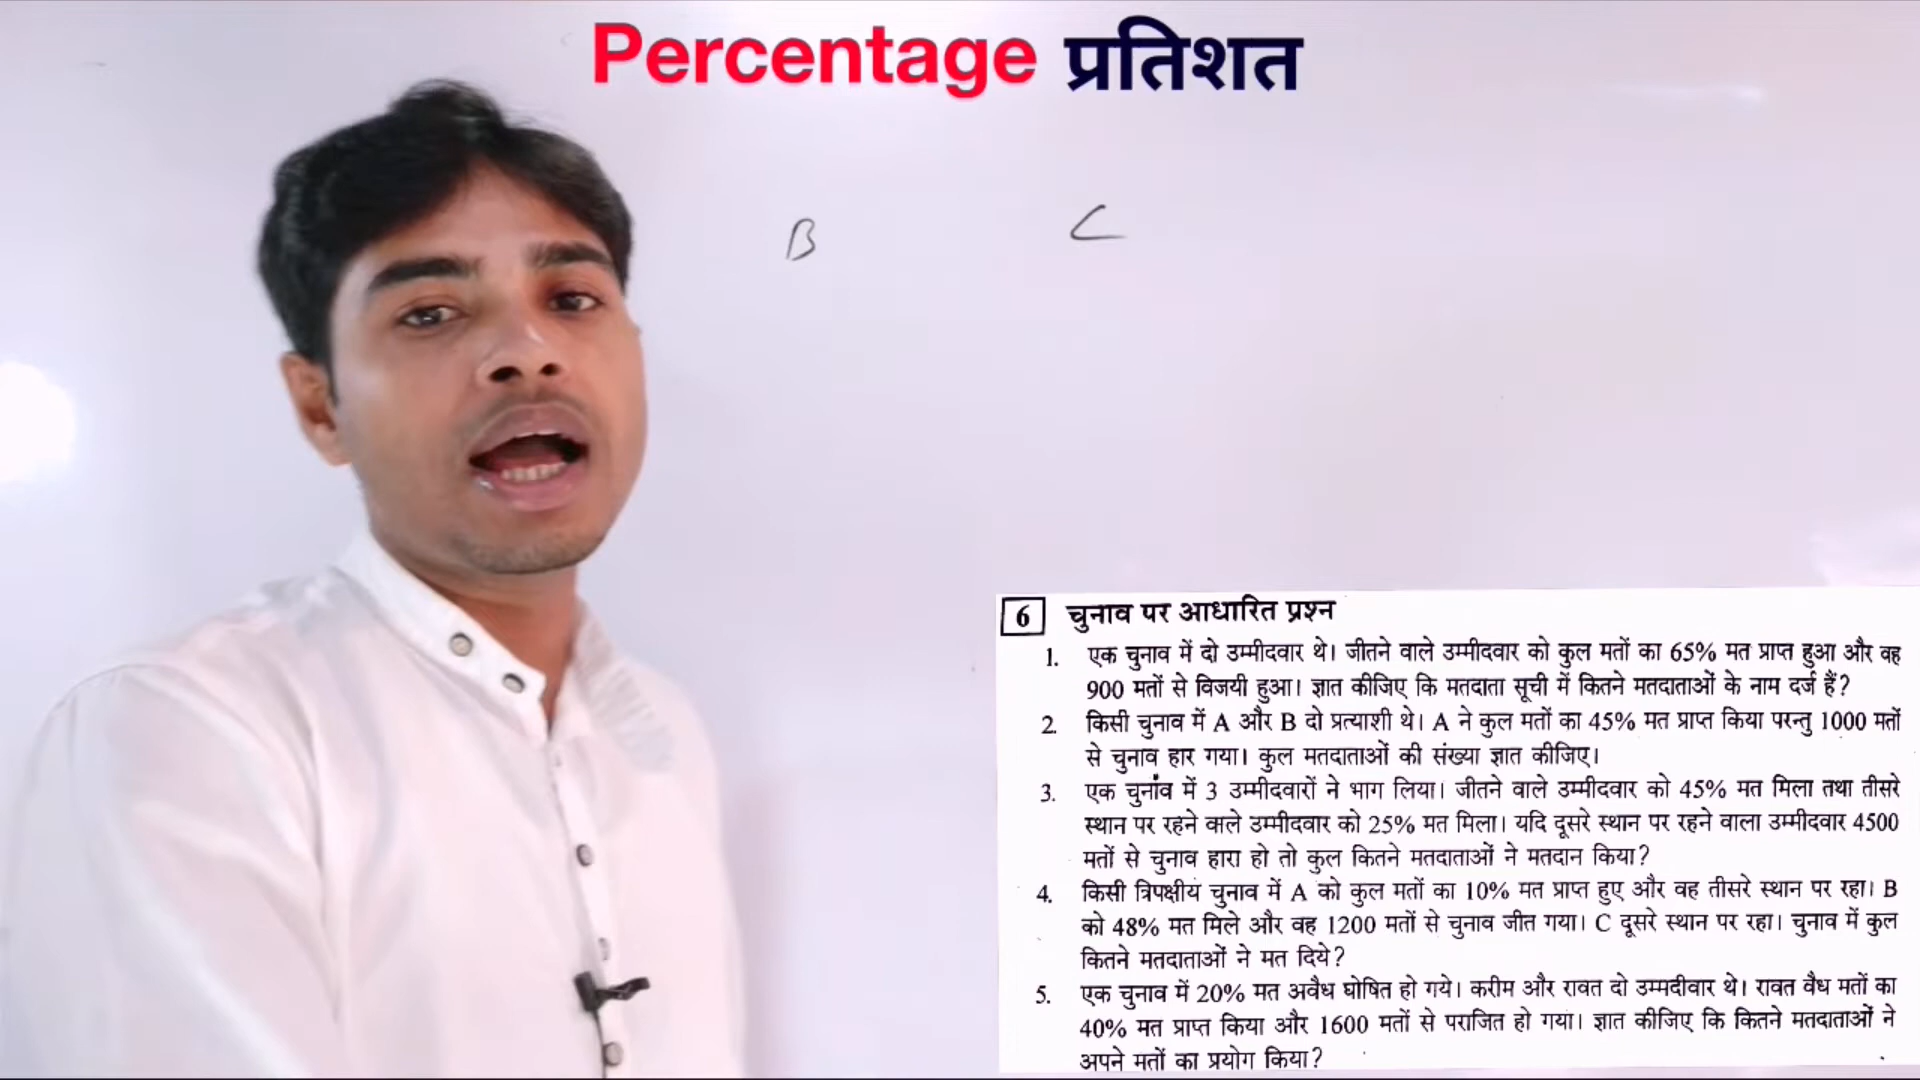 Percentage प्रतिशत
B C
6 चुनाव पर आधारित प्रश्न
1. एक चुनाव में दो उम्मीदवार थे। जीतने वाले उम्मीदवार को कुल मतों का 65% मत प्राप्त हुआ और वह
900 मतों से विजयी हुआ। ज्ञात कीजिए कि मतदाता सूची में कितने मतदाताओं के नाम दर्ज हैं?
2. किसी चुनाव में A और B दो प्रत्याशी थे। A ने कुल मतों का 45% मत प्राप्त किया परन्तु 1000 मतों
से चुनाव हार गया। कुल मतदाताओं की संख्या ज्ञात कीजिए।
3. एक चुनांव में 3 उम्मीदवारों ने भाग लिया। जीतने वाले उम्मीदवार को 45% मत मिला तथा तीसरे
स्थान पर रहने वाले उम्मीदवार को 25% मत मिला। यदि दूसरे स्थान पर रहने वाला उम्मीदवार 4500
मतों से चुनाव हारा हो तो कुल कितने मतदाताओं ने मतदान किया?
4. किसी त्रिपक्षीय चुनाव में A को कुल मतों का 10% मत प्राप्त हुए और वह तीसरे स्थान पर रहा। B
को 48% मत मिले और वह 1200 मतों से चुनाव जीत गया। C दूसरे स्थान पर रहा। चुनाव में कुल
कितने मतदाताओं ने मत दिये?
5. एक चुनाव में 20% मत अवैध घोषित हो गये। करीम और रावत दो उम्मदीवार थे। रावत वैध मतों का
40% मत प्राप्त किया और 1600 मतों से पराजित हो गया। ज्ञात कीजिए कि कितने मतदाताओं ने
अपने मतों का प्रयोग किया?